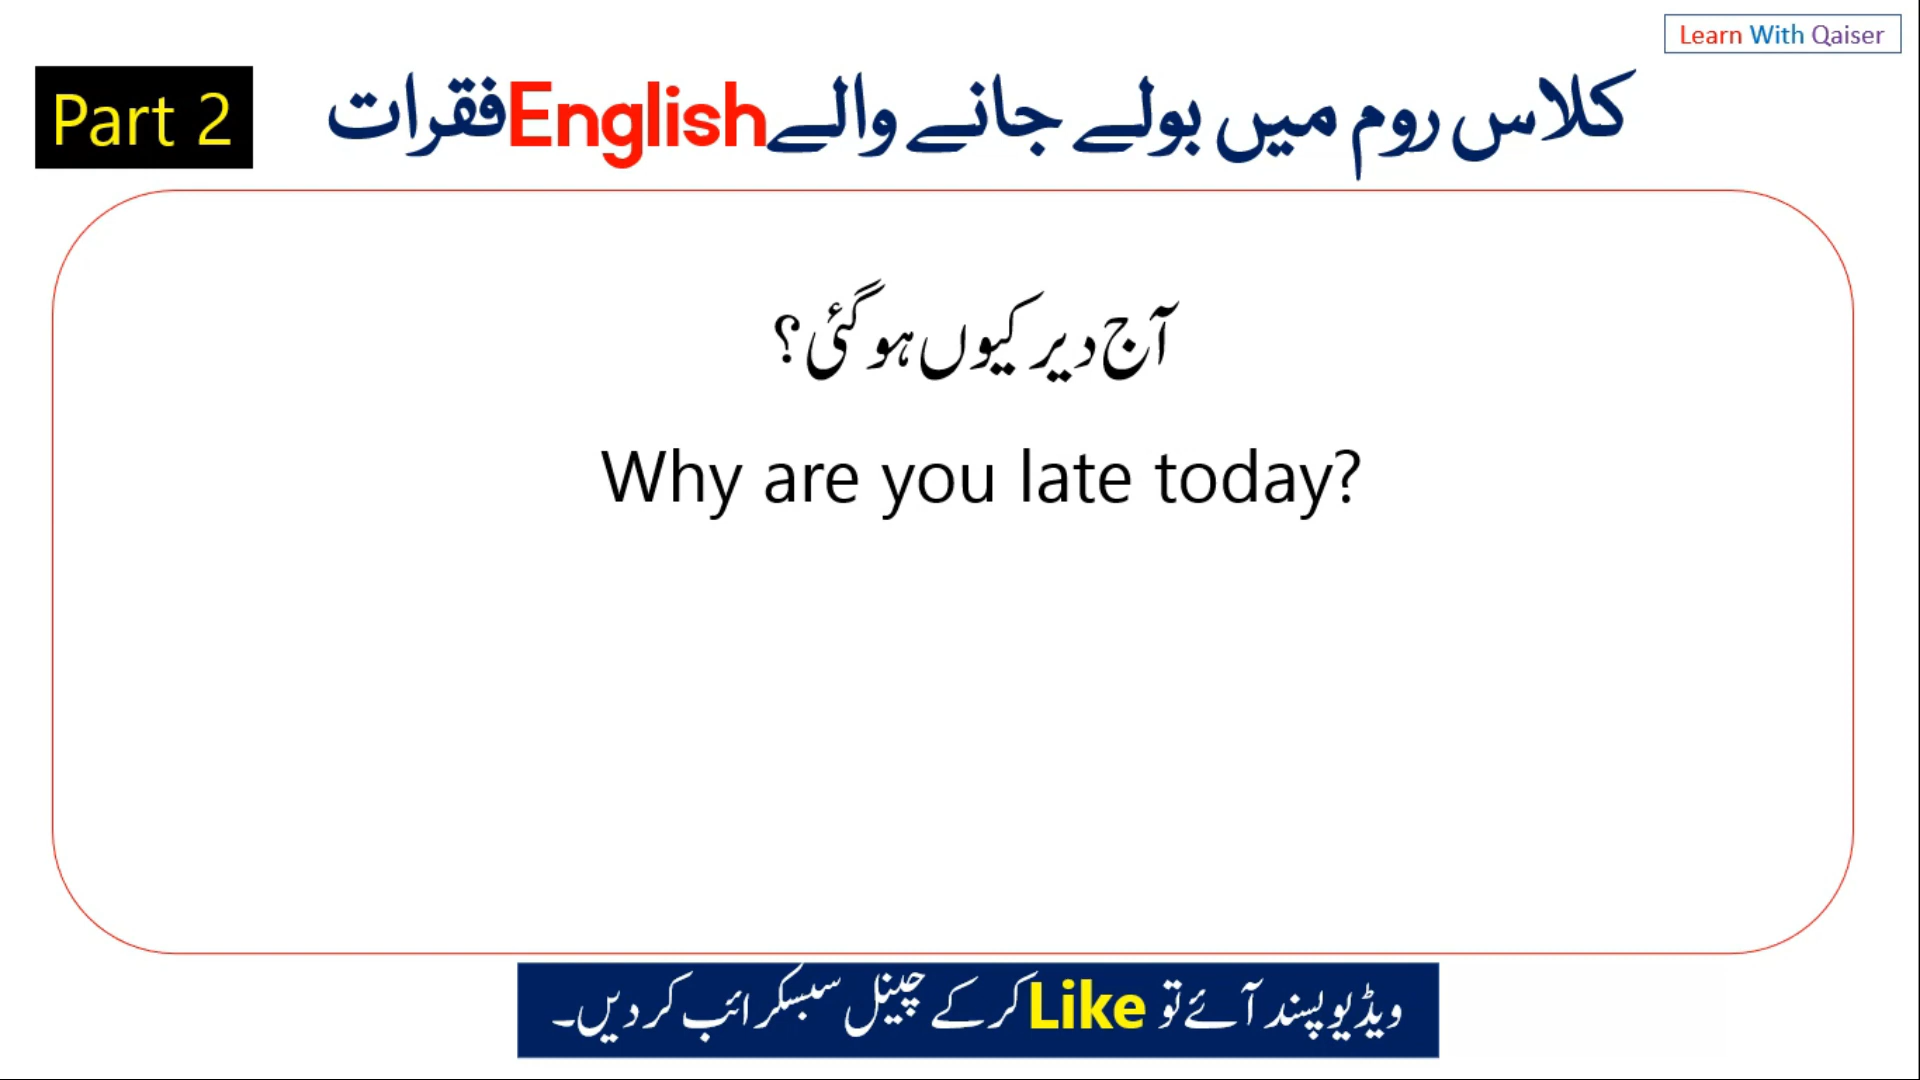 Learn With Qaiser
Part 2
کلاس روم میں بولے جانے والے English فقرات
آج دیر کیوں ہو گئی؟
Why are you late today?
ویڈیو پسند آئے تو Like کر کے چینل سبسکرائب کر دیں۔